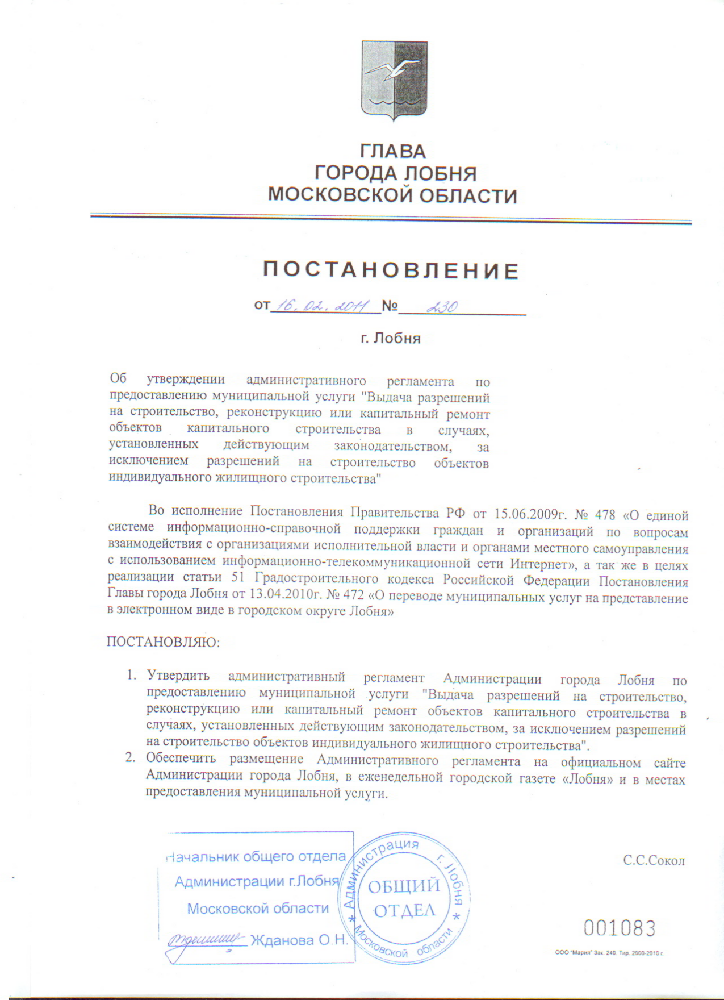 ГЛАВА
ГОРОДА ЛОБНЯ
МОСКОВСКОЙ ОБЛАСТИ
ПОСТАНОВЛЕНИЕ
от 16.02.2011 № 230
г. Лобня
Об утверждении административного регламента по
предоставлению муниципальной услуги "Выдача разрешений
на строительство, реконструкцию или капитальный ремонт
объектов капитального строительства в случаях,
установленных действующим законодательством, за
исключением разрешений на строительство объектов
индивидуального жилищного строительства"
Во исполнение Постановления Правительства РФ от 15.06.2009г. № 478 «О единой
системе информационно-справочной поддержки граждан и организаций по вопросам
взаимодействия с организациями исполнительной власти и органами местного самоуправления
с использованием информационно-телекоммуникационной сети Интернет», а так же в целях
реализации статьи 51 Градостроительного кодекса Российской Федерации Постановления
Главы города Лобня от 13.04.2010г. № 472 «О переводе муниципальных услуг на представление
в электронном виде в городском округе Лобня»
ПОСТАНОВЛЯЮ:
1. Утвердить административный регламент Администрации города Лобня по
предоставлению муниципальной услуги "Выдача разрешений на строительство,
реконструкцию или капитальный ремонт объектов капитального строительства в
случаях, установленных действующим законодательством, за исключением разрешений
на строительство объектов индивидуального жилищного строительства".
2. Обеспечить размещение Административного регламента на официальном сайте
Администрации города Лобня, в еженедельной городской газете «Лобня» и в местах
предоставления муниципальной услуги.
Начальник общего отдела
Администрации г.Лобня
Московской области
Жданова О.Н.
Администрация г. Лобня
* Московской области *
ОБЩИЙ
ОТДЕЛ
С.С.Сокол
001083
ООО "Мария" Зак. 240. Тир. 2000-2010 г.